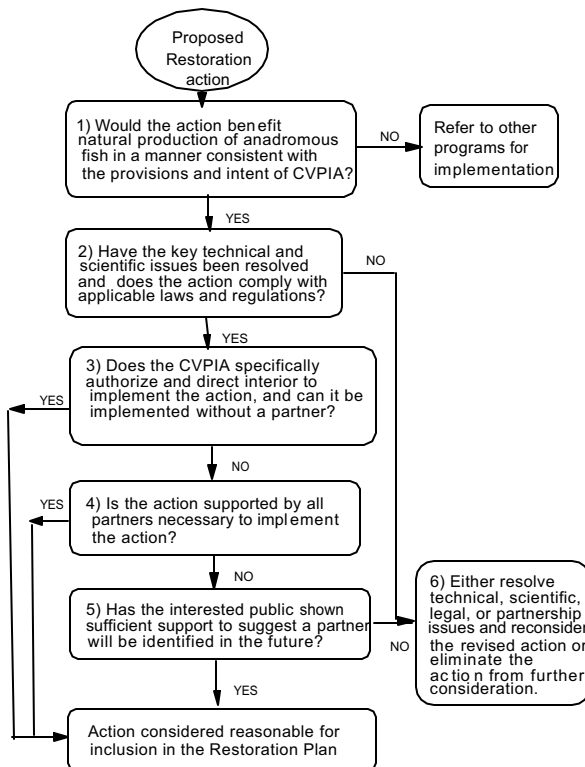 Proposed
Restoration
action
1) Would the action benefit
natural production of anadromous
fish in a manner consistent with
the provisions and intent of CVPIA?
NO
Refer to other
programs for
implementation
YES
2) Have the key technical and
scientific issues been resolved
and does the action comply with
applicable laws and regulations?
NO
YES
3) Does the CVPIA specifically
authorize and direct interior to
implement the action, and can it be
implemented without a partner?
YES
NO
4) Is the action supported by all
partners necessary to implement
the action?
YES
NO
5) Has the interested public shown
sufficient support to suggest a partner
will be identified in the future?
NO
6) Either resolve
technical, scientific,
legal, or partnership
issues and reconsider
the revised action or
eliminate the
action from further
consideration.
YES
Action considered reasonable for
inclusion in the Restoration Plan